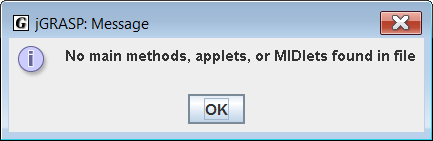 jGRASP: Message
No main methods, applets, or MIDlets found in file
OK